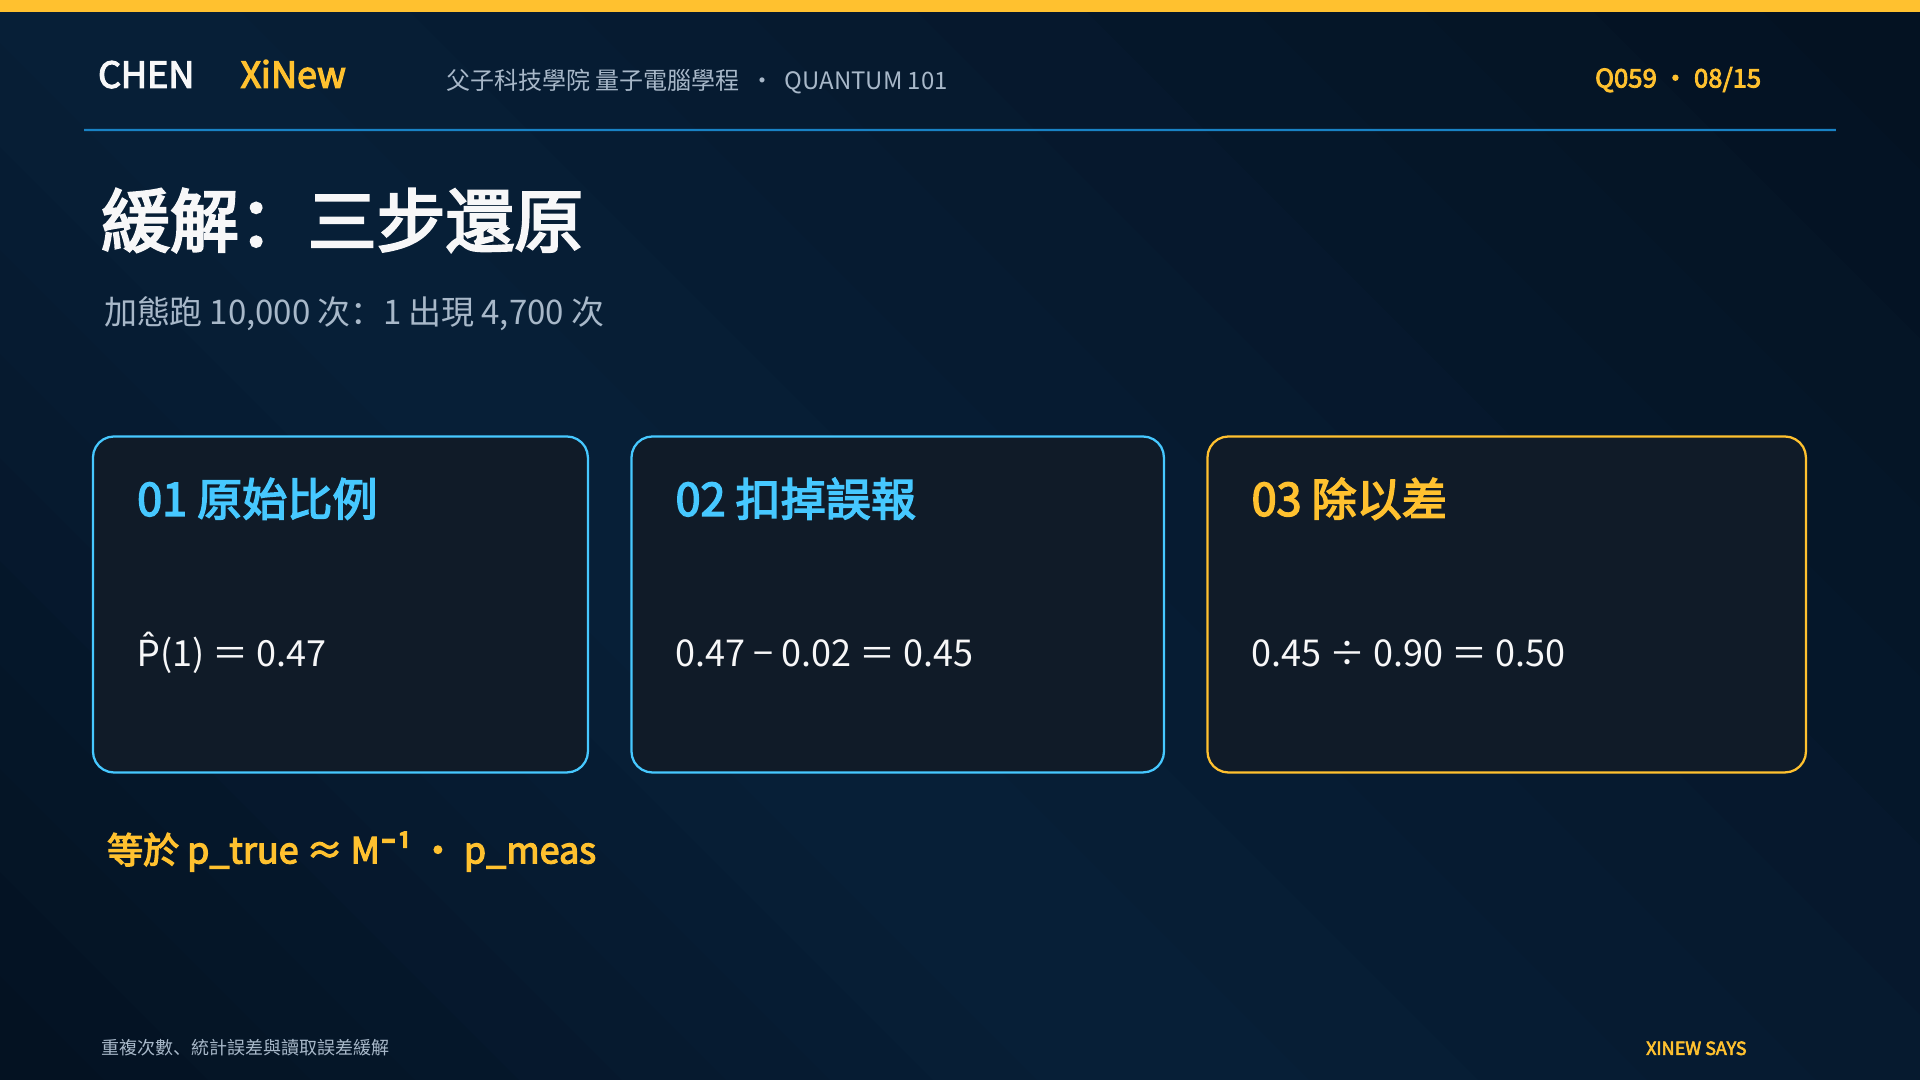 CHEN XiNew 父子科技學院 量子電腦學程 · QUANTUM 101 Q059 · 08/15
緩解：三步還原
加態跑 10,000 次：1 出現 4,700 次
01 原始比例
P̂(1) = 0.47
02 扣掉誤報
0.47 − 0.02 = 0.45
03 除以差
0.45 ÷ 0.90 = 0.50
等於 p_true ≈ M⁻¹ · p_meas
重複次數、統計誤差與讀取誤差緩解
XINEW SAYS